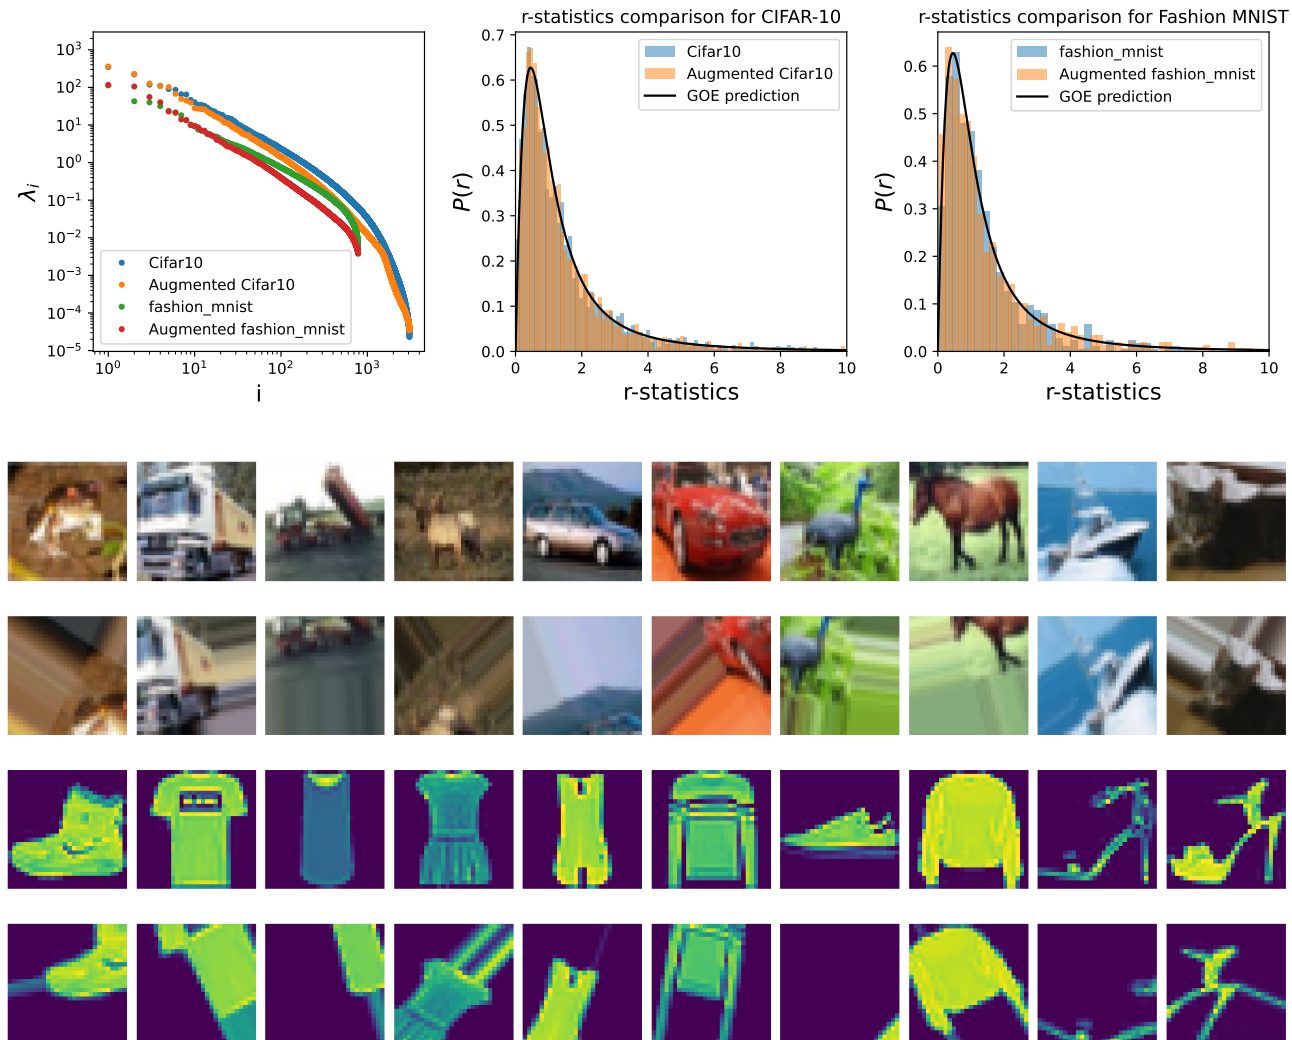 r-statistics comparison for CIFAR-10
r-statistics comparison for Fashion MNIST
10³
10²
10¹
10⁰
10⁻¹
10⁻²
10⁻³
10⁻⁴
10⁻⁵
λᵢ
Cifar10
Augmented Cifar10
fashion_mnist
Augmented fashion_mnist
10⁰ 10¹ 10² 10³
i
0.7
0.6
0.5
0.4
0.3
0.2
0.1
0.0
P(r)
Cifar10
Augmented Cifar10
GOE prediction
0 2 4 6 8 10
r-statistics
0.6
0.5
0.4
0.3
0.2
0.1
0.0
P(r)
fashion_mnist
Augmented fashion_mnist
GOE prediction
0 2 4 6 8 10
r-statistics